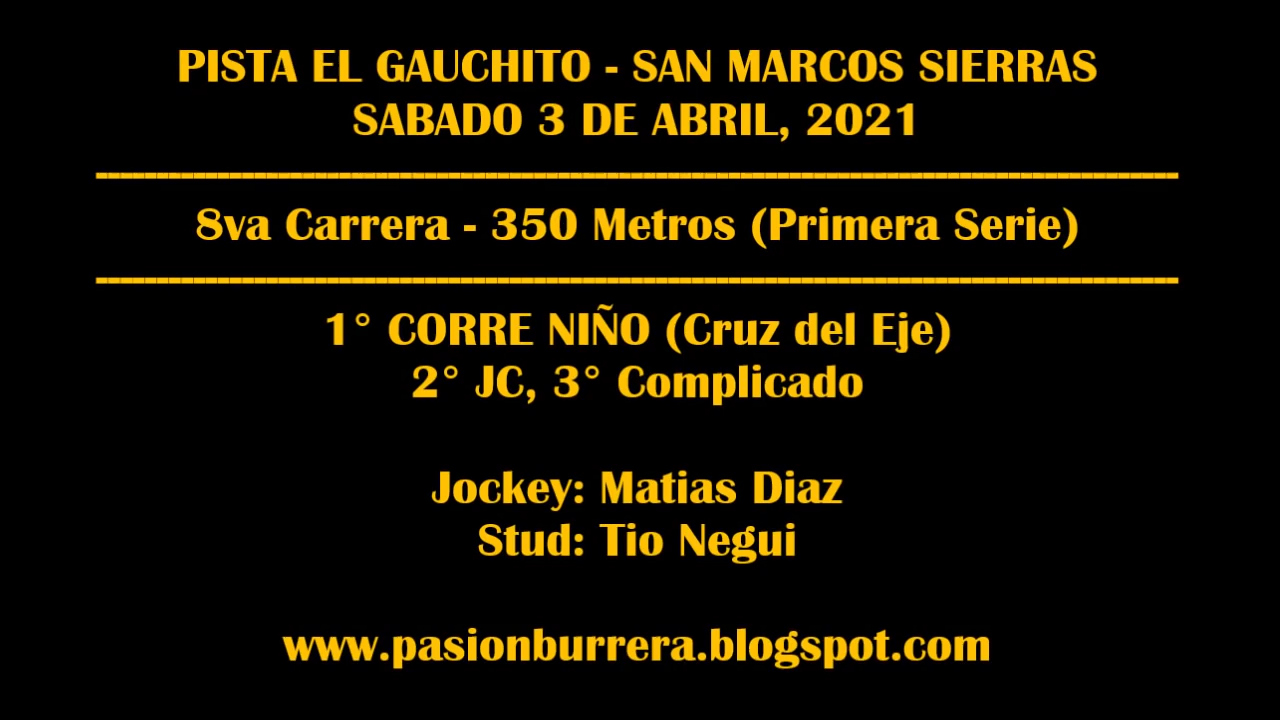 PISTA EL GAUCHITO - SAN MARCOS SIERRAS
SABADO 3 DE ABRIL, 2021
8va Carrera - 350 Metros (Primera Serie)
1° CORRE NIÑO (Cruz del Eje)
2° JC, 3° Complicado
Jockey: Matias Diaz
Stud: Tio Negui
www.pasionburrera.blogspot.com